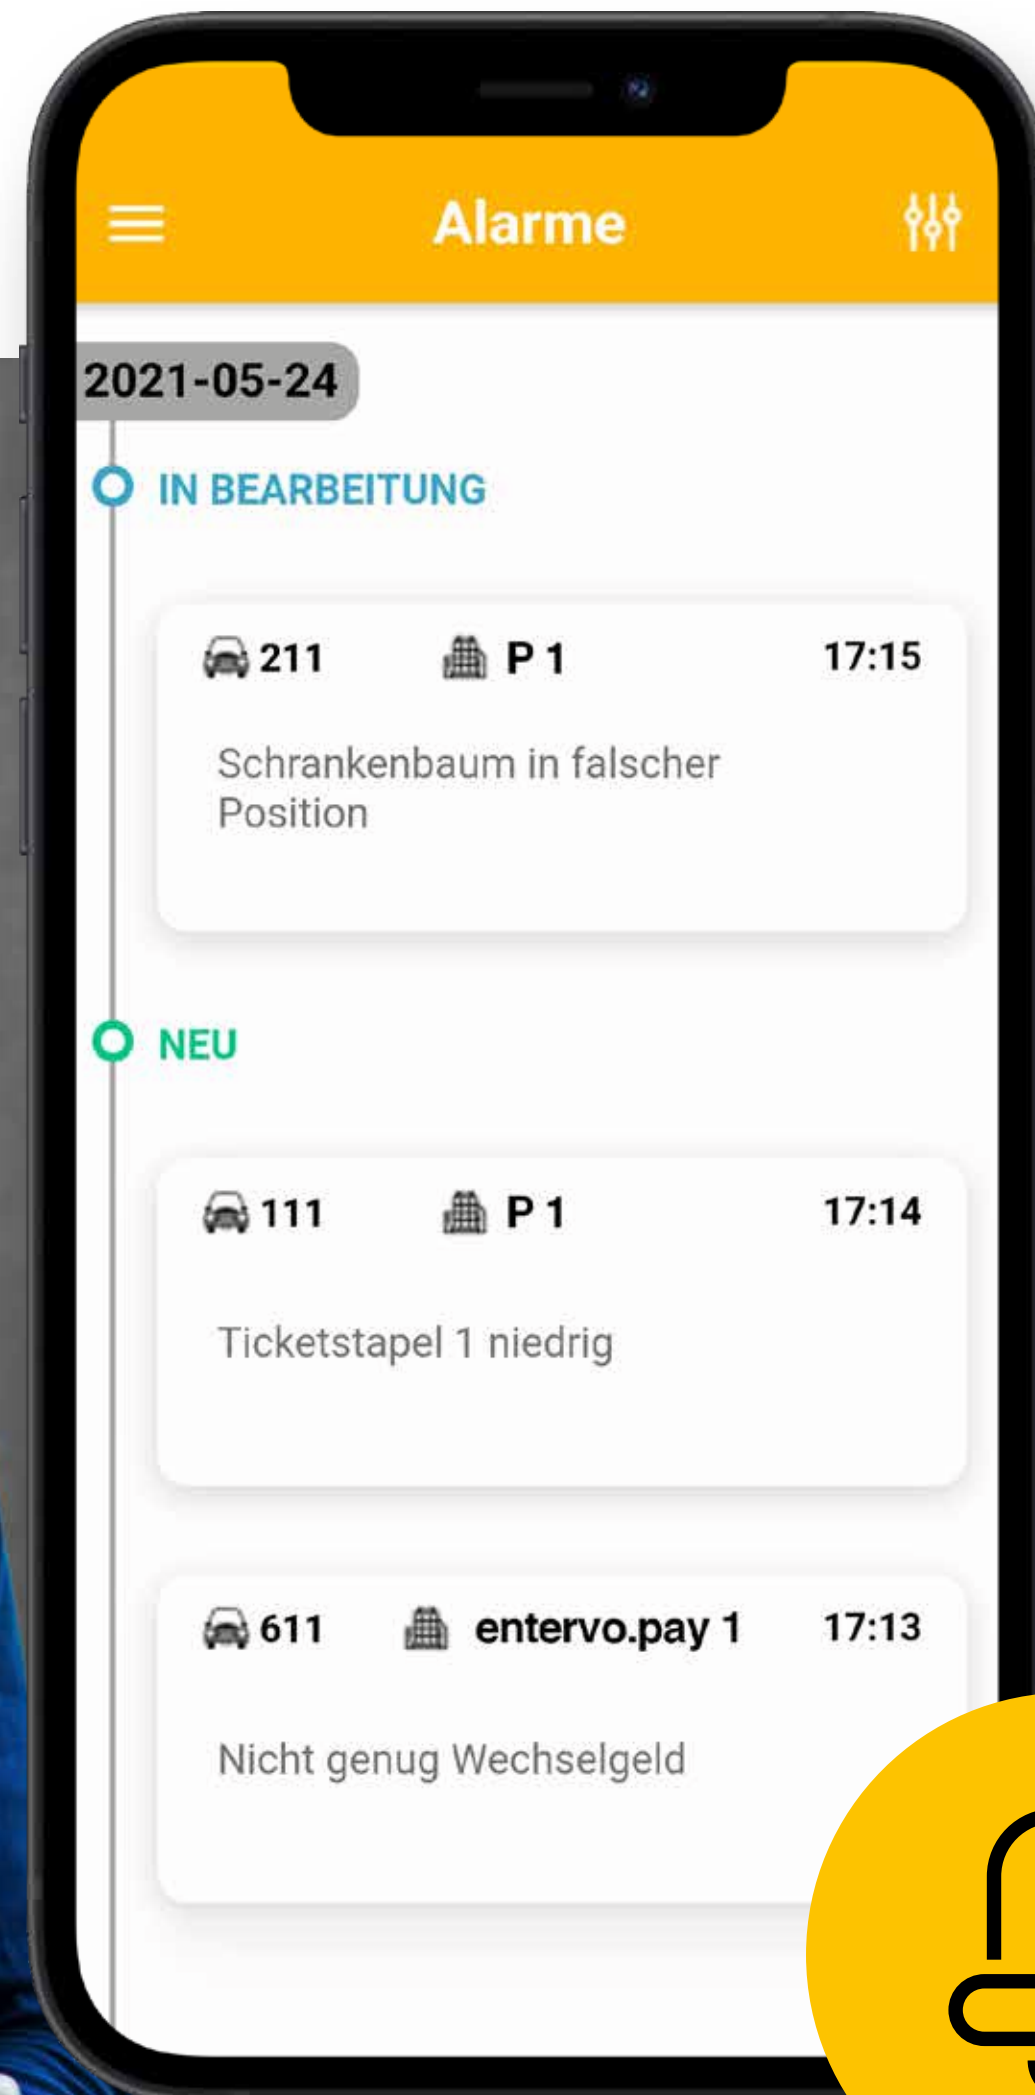 Alarme
2021-05-24
IN BEARBEITUNG
211 P 1 17:15
Schrankenbaum in falscher
Position
NEU
111 P 1 17:14
Ticketstapel 1 niedrig
611 entervo.pay 1 17:13
Nicht genug Wechselgeld